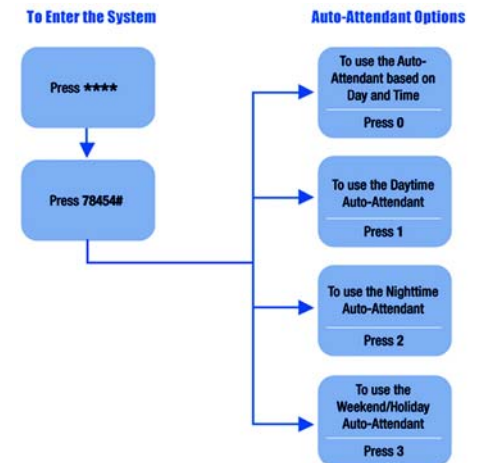 To Enter the System
Auto-Attendant Options
Press ****
Press 78454#
To use the Auto-
Attendant based on
Day and Time
Press 0
To use the Daytime
Auto-Attendant
Press 1
To use the Nighttime
Auto-Attendant
Press 2
To use the
Weekend/Holiday
Auto-Attendant
Press 3